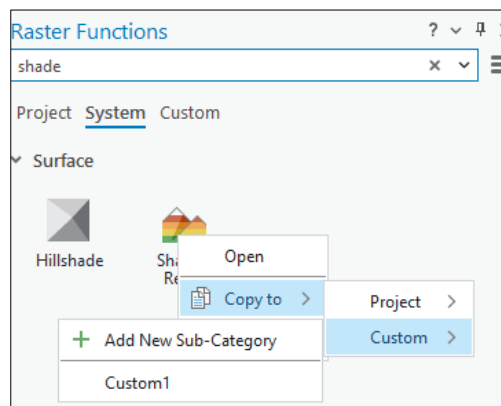 Raster Functions
shade
Project System Custom
Surface
Hillshade
Open
Copy to
Project
Add New Sub-Category
Custom
Custom1